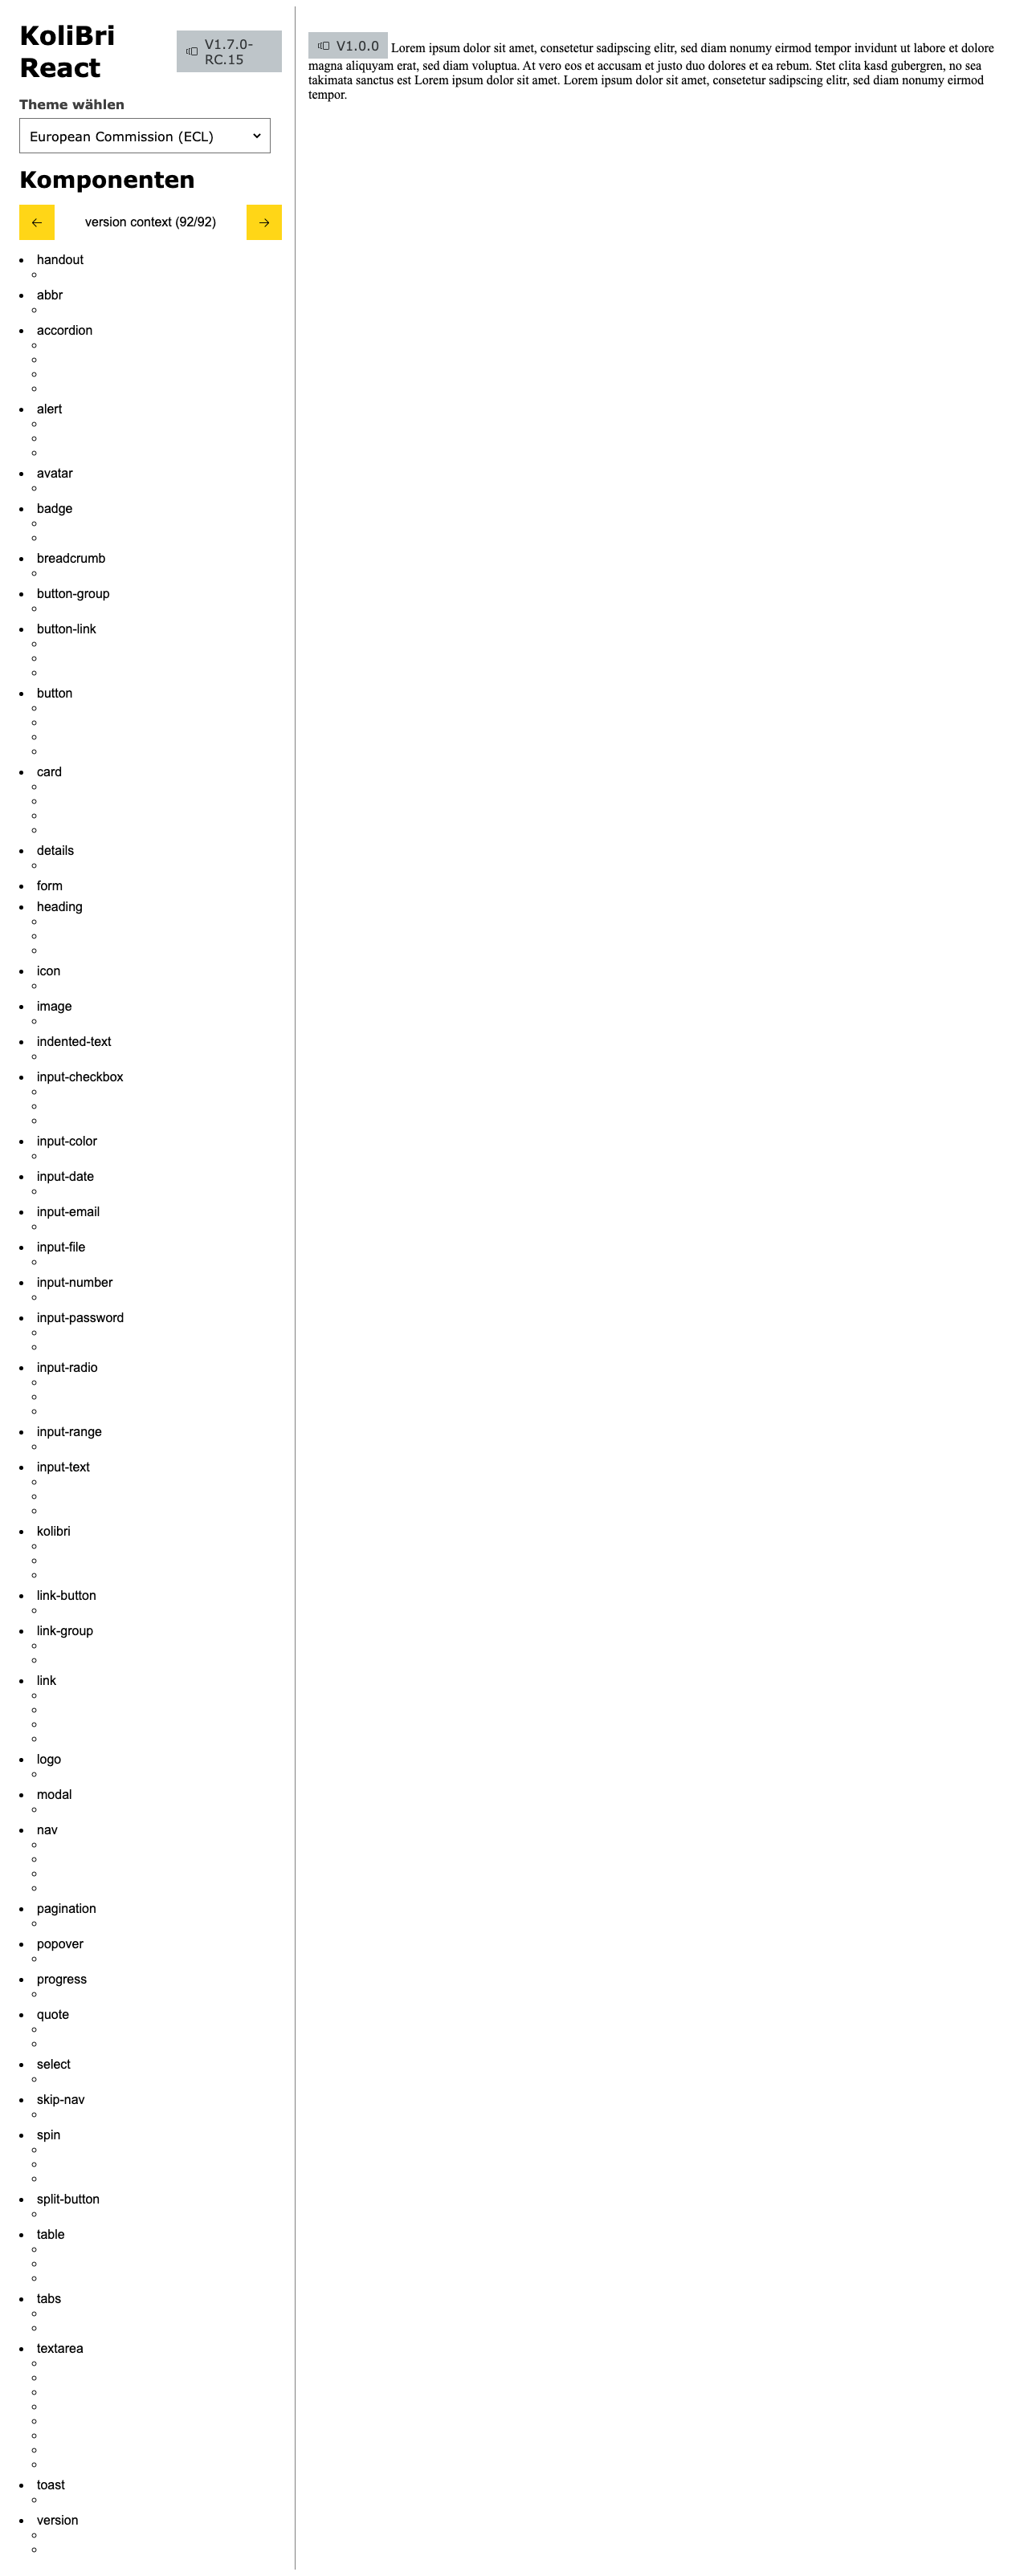 KoliBri
React
V1.7.0-
RC.15
Theme wählen
European Commission (ECL)
Komponenten
version context (92/92)
handout
abbr
accordion
alert
avatar
badge
breadcrumb
button-group
button-link
button
card
details
form
heading
icon
image
indented-text
input-checkbox
input-color
input-date
input-email
input-file
input-number
input-password
input-radio
input-range
input-text
kolibri
link-button
link-group
link
logo
modal
nav
pagination
popover
progress
quote
select
skip-nav
spin
split-button
table
tabs
textarea
toast
version
V1.0.0 Lorem ipsum dolor sit amet, consetetur sadipscing elitr, sed diam nonumy eirmod tempor invidunt ut labore et dolore
magna aliquyam erat, sed diam voluptua. At vero eos et accusam et justo duo dolores et ea rebum. Stet clita kasd gubergren, no sea
takimata sanctus est Lorem ipsum dolor sit amet. Lorem ipsum dolor sit amet, consetetur sadipscing elitr, sed diam nonumy eirmod
tempor.